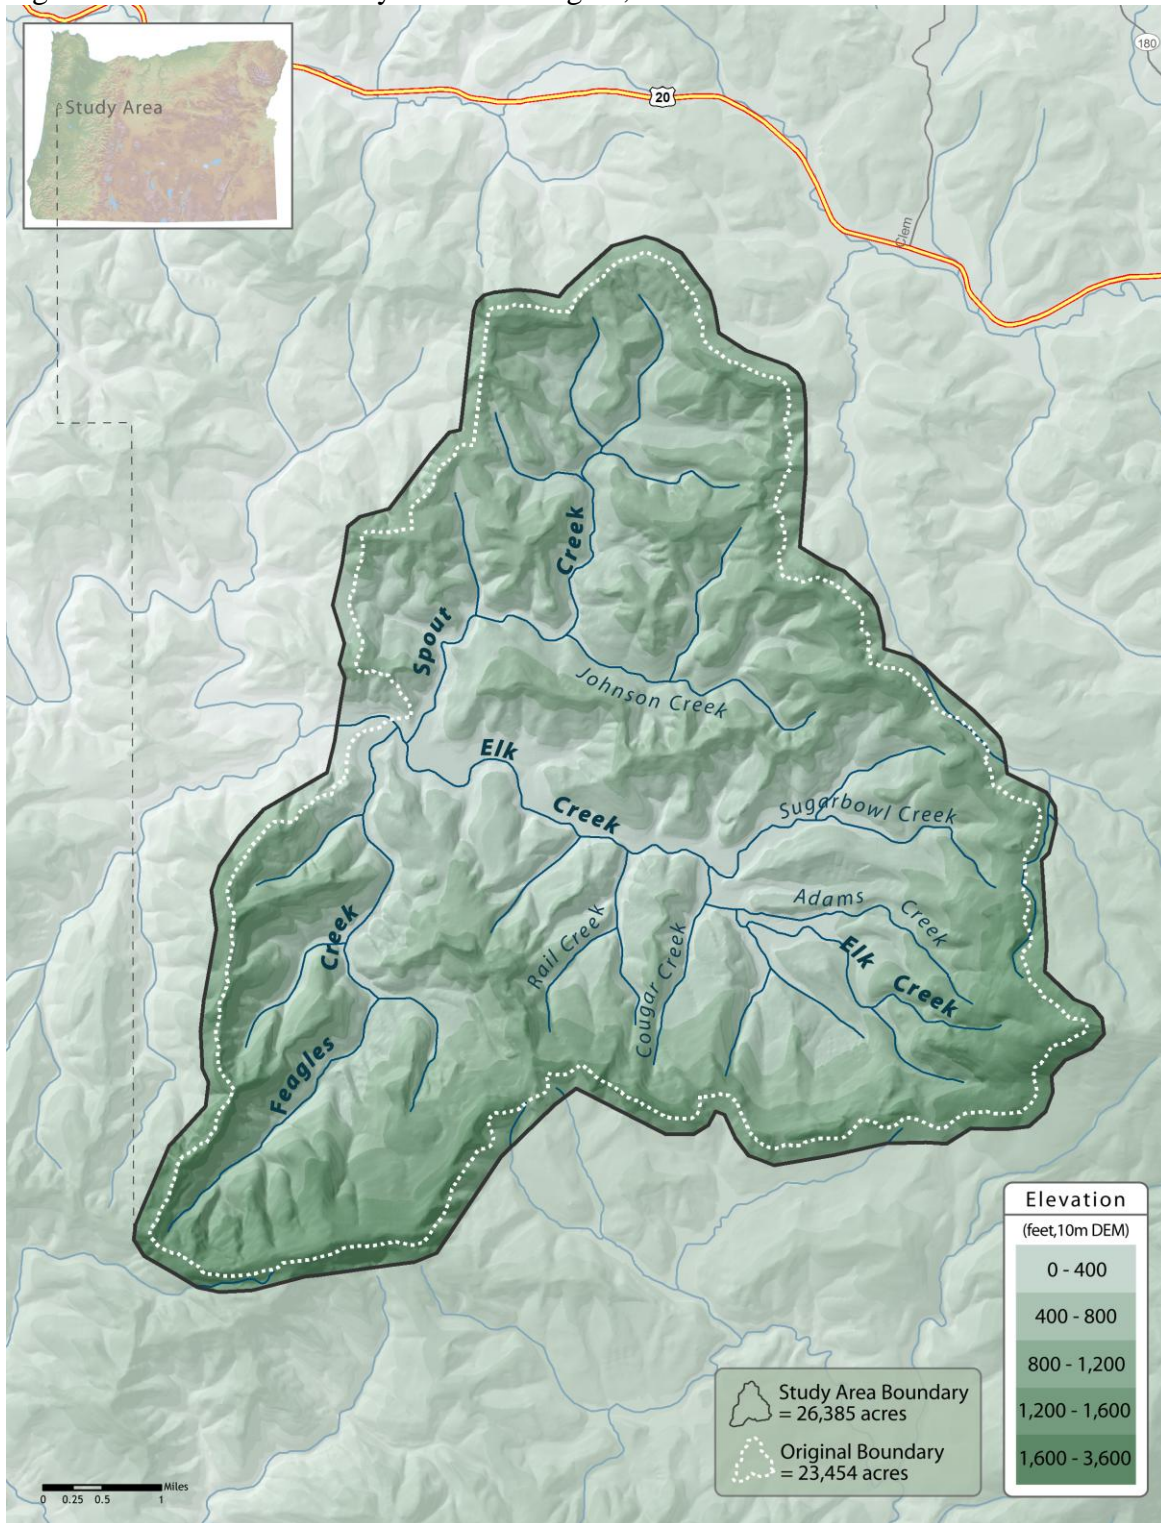 Study Area
20
180
Clem
Creek
Spout
Johnson Creek
Elk
Creek
Sugarbowl Creek
Adams
Creek
Elk
Creek
Rail Creek
Cougar Creek
Creek
Feagles
Elevation
(feet,10m DEM)
0 - 400
400 - 800
800 - 1,200
1,200 - 1,600
1,600 - 3,600
Study Area Boundary
= 26,385 acres
Original Boundary
= 23,454 acres
Miles
0 0.25 0.5 1